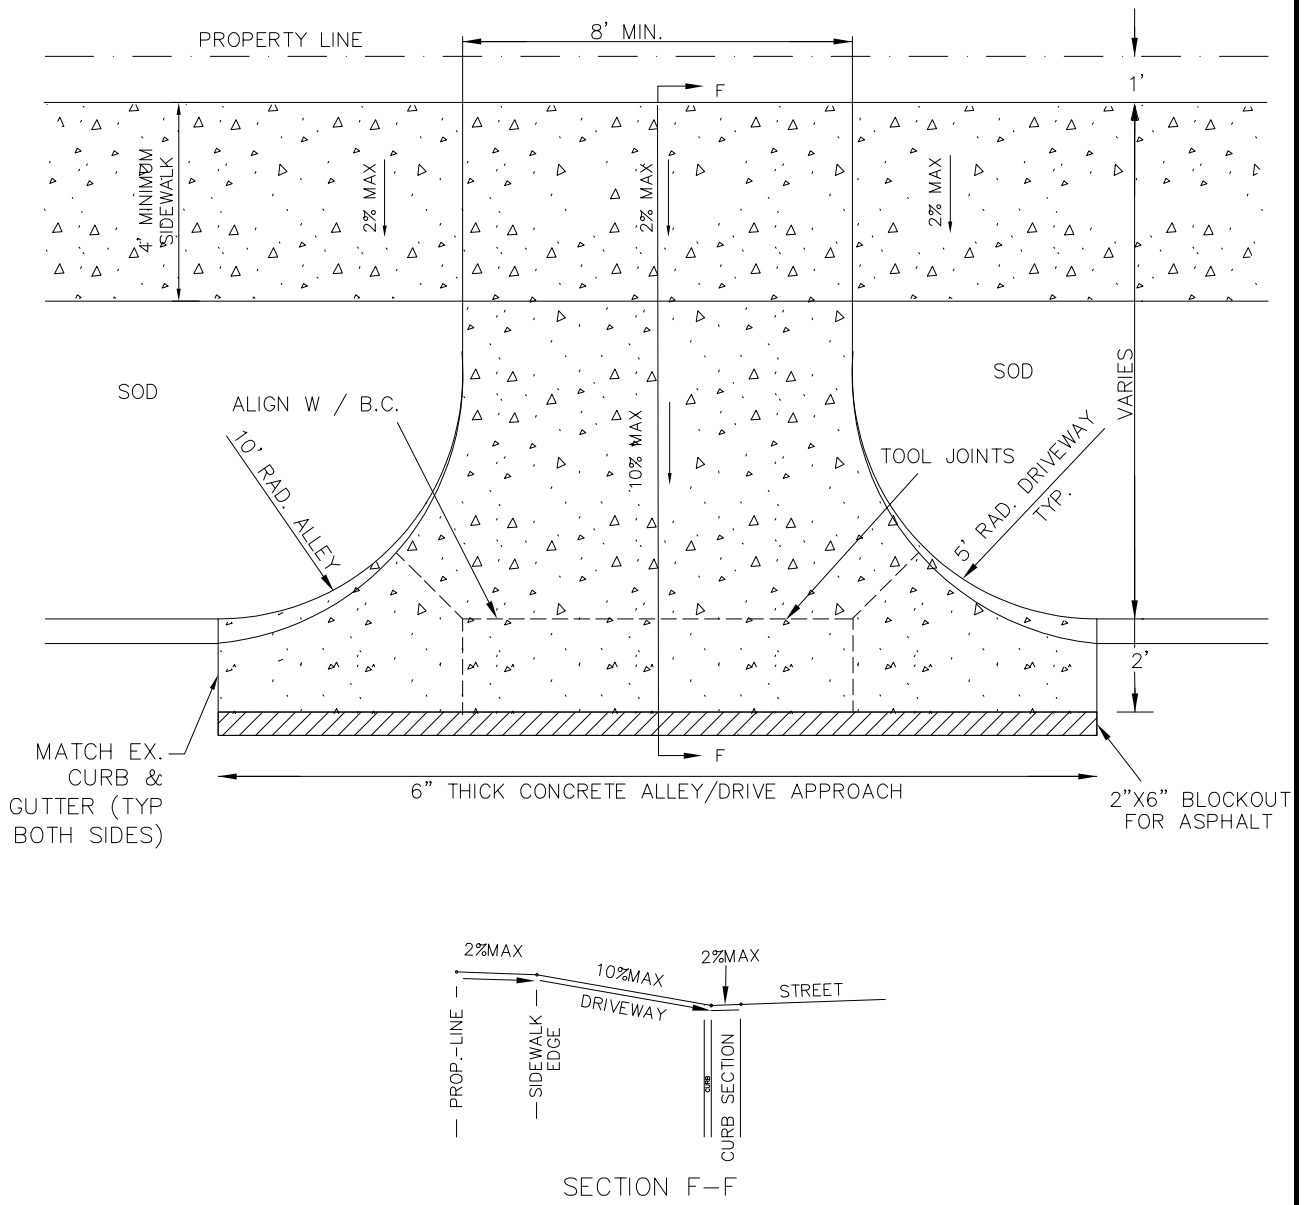 PROPERTY LINE
8' MIN.
F
1'
4' MINIMUM
SIDEWALK
2% MAX
2% MAX
2% MAX
SOD
SOD
VARIES
ALIGN W / B.C.
10' RAD. ALLEY
10% MAX
TOOL JOINTS
5' RAD. DRIVEWAY
TYP.
2'
F
MATCH EX.
CURB &
GUTTER (TYP
BOTH SIDES)
6" THICK CONCRETE ALLEY/DRIVE APPROACH
2"X6" BLOCKOUT
FOR ASPHALT
2%MAX
10%MAX
DRIVEWAY
2%MAX
STREET
PROP.-LINE
SIDEWALK
EDGE
CURB
CURB SECTION
SECTION F-F